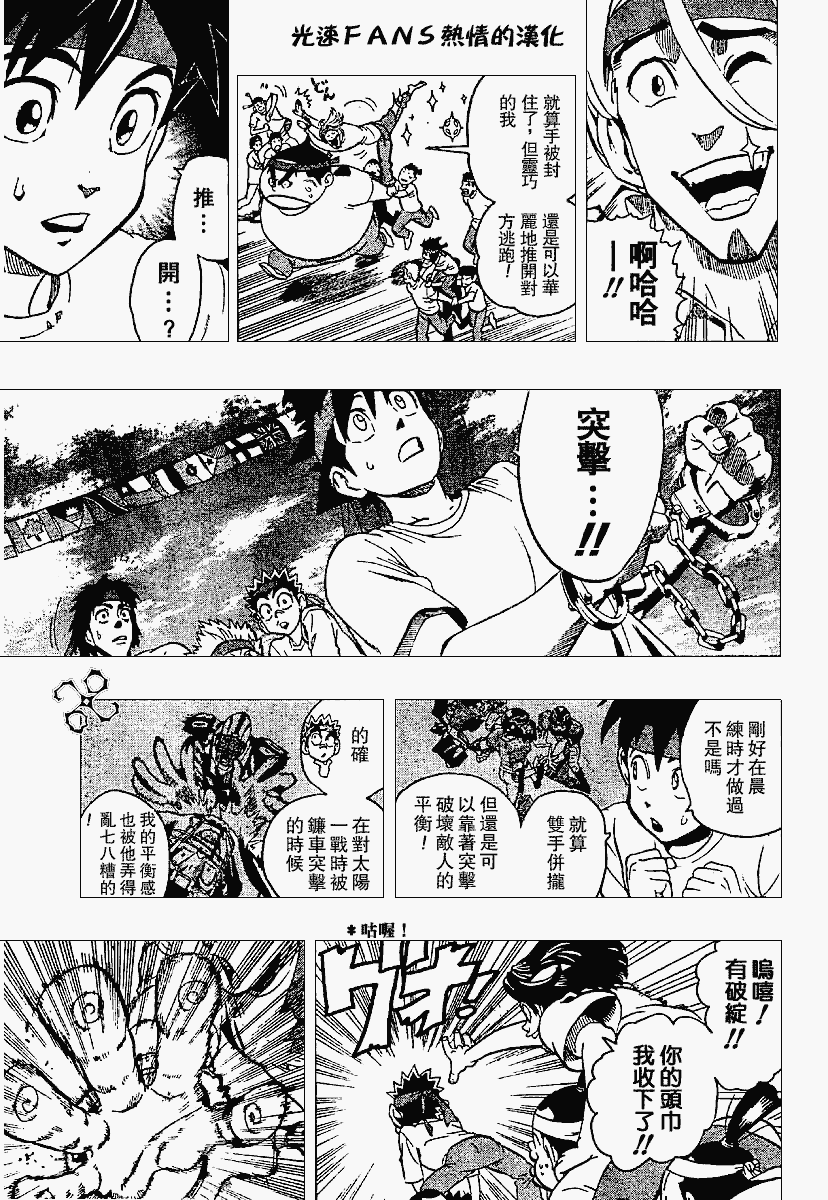 光速FANS熱情的漢化
啊哈哈
—!!
就算手被封
住了，但靈巧
的我
還是可以華
麗地推開對
方逃跑！
推…
開…？
突擊…!!
剛好在晨
練時才做過
不是嗎
就算
雙手併攏
但還是可
以靠著突擊
破壞敵人的
平衡！
的確
在對太陽
一戰時被
鐮車突擊
的時候
我的平衡感
也被他弄得
亂七八糟的
！
＊咕喔！
嗚嘻！
有破綻!!
你的頭巾
我收下了!!